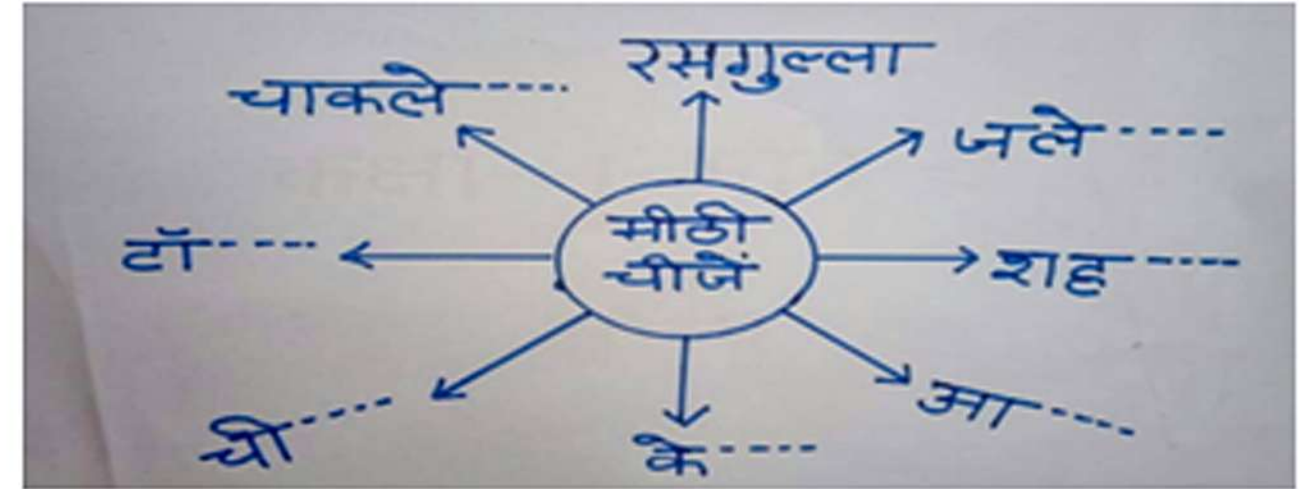 रसगुल्ला
चाकले-----
जले-----
मीठी
चीजें
टॉ-----
शह-----
ची-----
के-----
आ-----